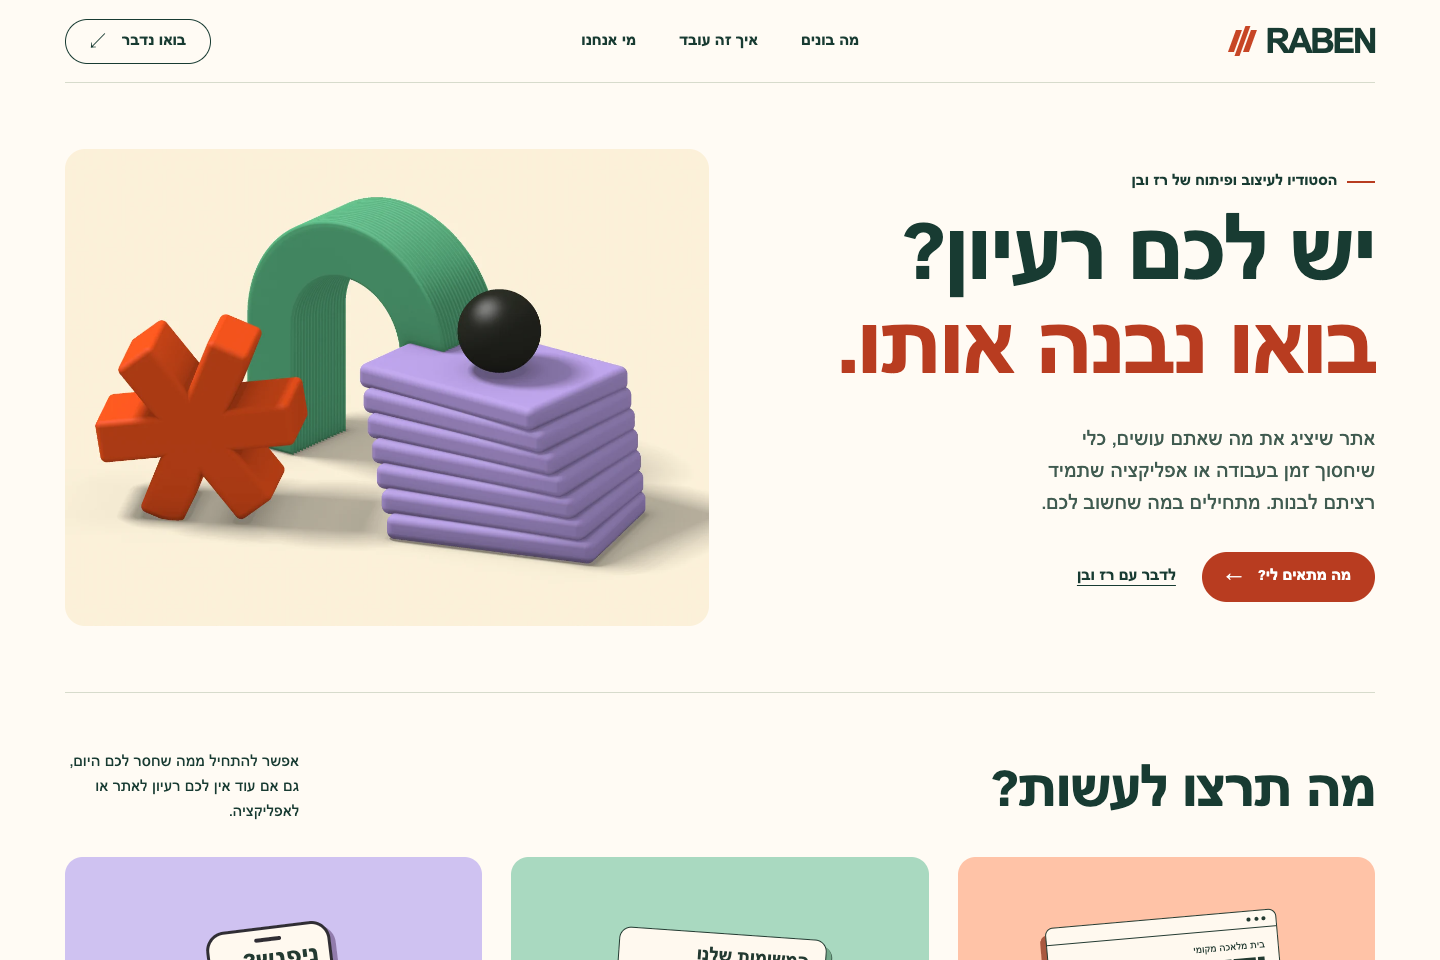 RABEN
מה בונים
איך זה עובד
מי אנחנו
בואו נדבר
הסטודיו לעיצוב ופיתוח של רז ובן
יש לכם רעיון?
בואו נבנה אותו.
אתר שיציג את מה שאתם עושים, כלי
שיחסוך זמן בעבודה או אפליקציה שתמיד
רציתם לבנות. מתחילים במה שחשוב לכם.
מה מתאים לי? ←
לדבר עם רז ובן
מה תרצו לעשות?
אפשר להתחיל ממה שחסר לכם היום,
גם אם עוד אין לכם רעיון לאתר או
לאפליקציה.
בית מלאכה מקומי
המשימות שלנו
ניפגש?